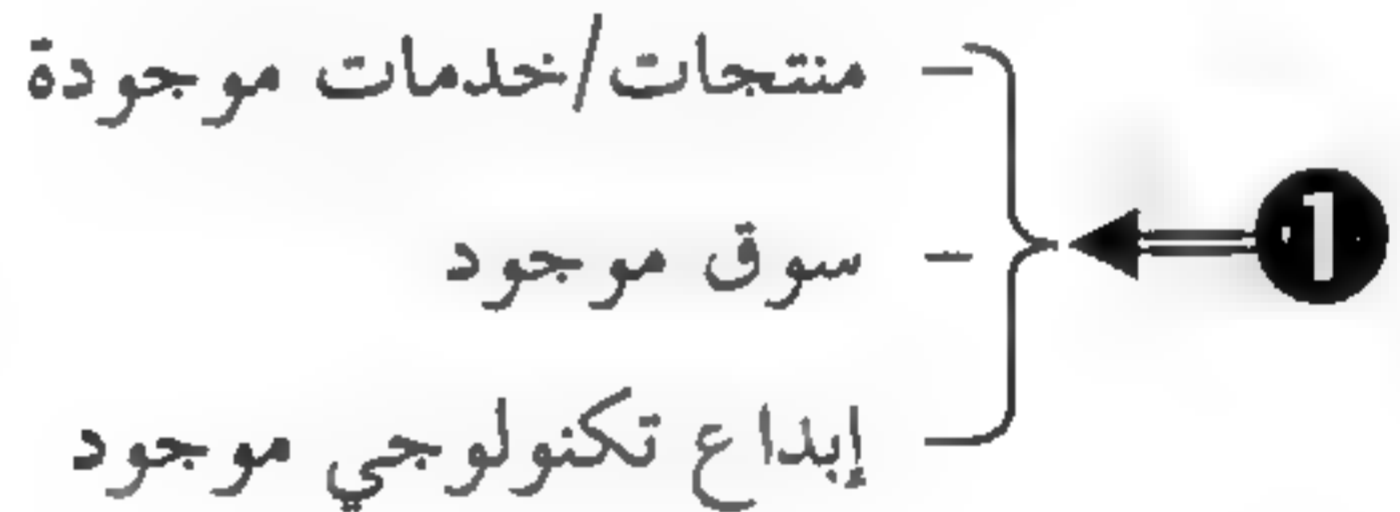 - منتجات/خدمات موجودة
1
- سوق موجود
- إبداع تكنولوجي موجود